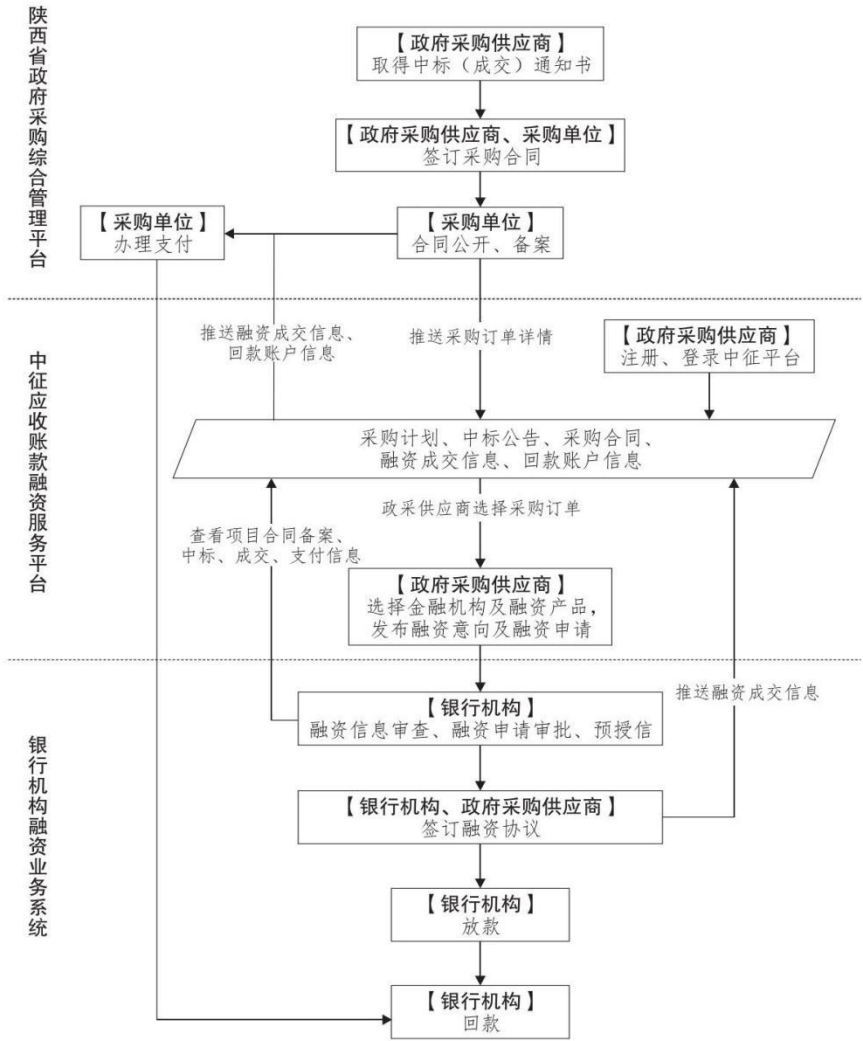 陕西省政府采购综合管理平台
【政府采购供应商】
取得中标（成交）通知书
【政府采购供应商、采购单位】
签订采购合同
【采购单位】
办理支付
【采购单位】
合同公开、备案
中征应收账款融资服务平台
推送融资成交信息、
回款账户信息
推送采购订单详情
【政府采购供应商】
注册、登录中征平台
采购计划、中标公告、采购合同、
融资成交信息、回款账户信息
政采供应商选择采购订单
查看项目合同备案、
中标、成交、支付信息
【政府采购供应商】
选择金融机构及融资产品，
发布融资意向及融资申请
银行机构融资业务系统
推送融资成交信息
【银行机构】
融资信息审查、融资申请审批、预授信
【银行机构、政府采购供应商】
签订融资协议
【银行机构】
放款
【银行机构】
回款